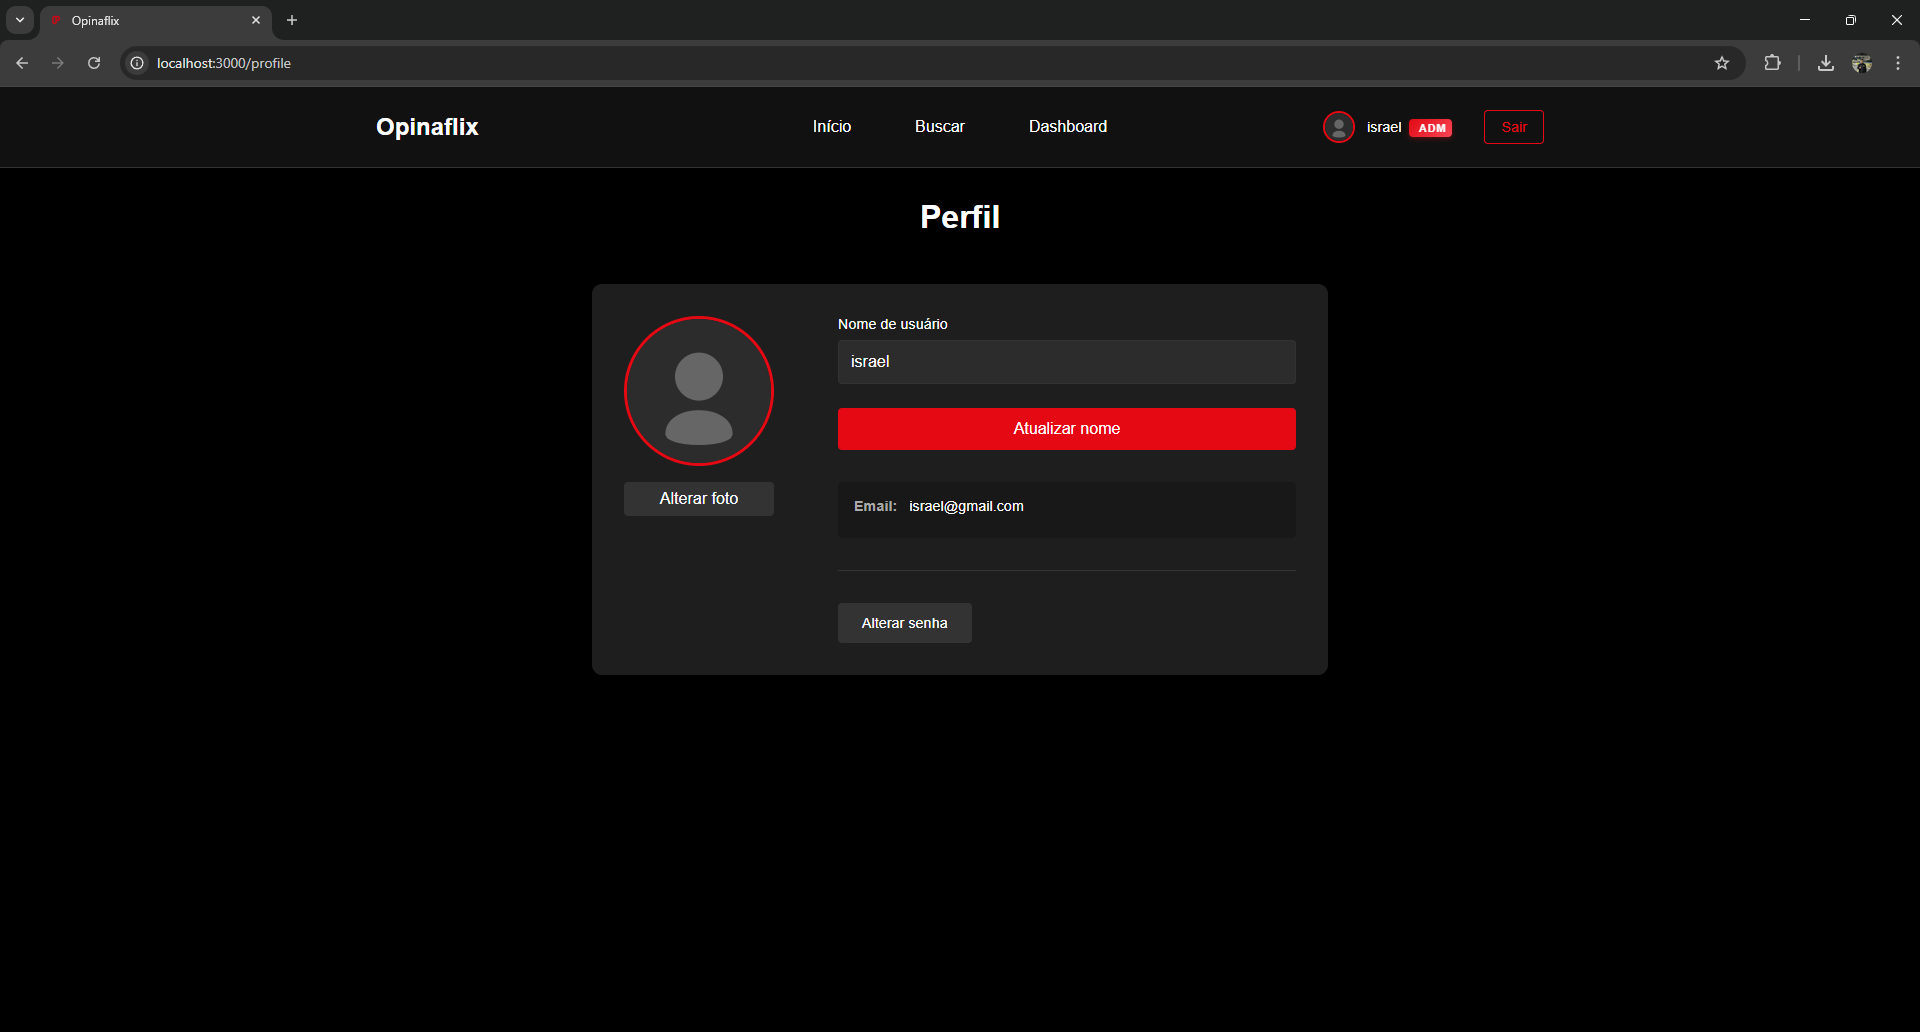 Opinaflix
localhost:3000/profile
Opinaflix
Início
Buscar
Dashboard
israel ADM
Sair
Perfil
Nome de usuário
israel
Atualizar nome
Alterar foto
Email: israel@gmail.com
Alterar senha